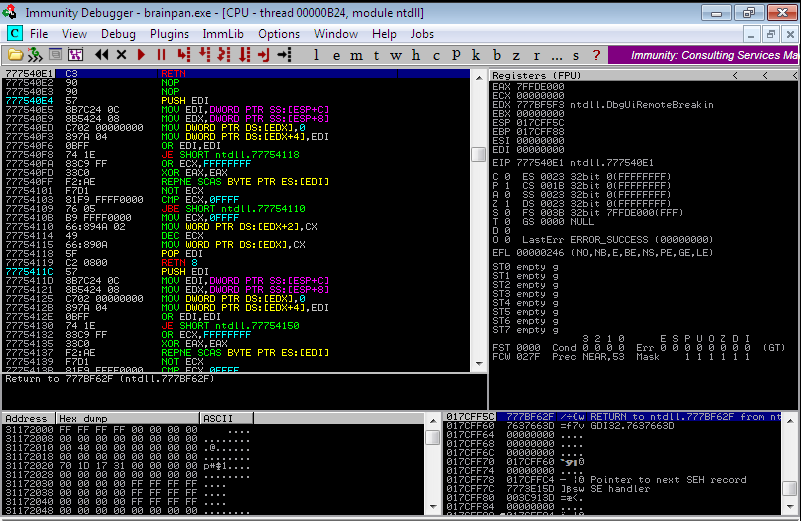 Immunity Debugger - brainpan.exe - [CPU - thread 00000B24, module ntdll]
C File View Debug Plugins ImmLib Options Window Help Jobs
l e m t w h c P k b z r ... s ? Immunity: Consulting Services Ma
777540E1 C3 RETN
777540E2 90 NOP
777540E3 90 NOP
777540E4 57 PUSH EDI
777540E5 8B7C24 0C MOV EDI,DWORD PTR SS:[ESP+C]
777540E9 8B5424 08 MOV EDX,DWORD PTR SS:[ESP+8]
777540ED C702 00000000 MOV DWORD PTR DS:[EDX],0
777540F3 897A 04 MOV DWORD PTR DS:[EDX+4],EDI
777540F6 0BFF OR EDI,EDI
777540F8 74 1E JE SHORT ntdll.77754118
777540FA 83C9 FF OR ECX,FFFFFFFF
777540FD 33C0 XOR EAX,EAX
777540FF F2:AE REPNE SCAS BYTE PTR ES:[EDI]
77754101 F7D1 NOT ECX
77754103 81F9 FFFF0000 CMP ECX,0FFFF
77754109 76 05 JBE SHORT ntdll.77754110
7775410B B9 FFFF0000 MOV ECX,0FFFF
77754110 66:894A 02 MOV WORD PTR DS:[EDX+2],CX
77754114 49 DEC ECX
77754115 66:890A MOV WORD PTR DS:[EDX],CX
77754118 5F POP EDI
77754119 C2 0800 RETN 8
7775411C 57 PUSH EDI
7775411D 8B7C24 0C MOV EDI,DWORD PTR SS:[ESP+C]
77754121 8B5424 08 MOV EDX,DWORD PTR SS:[ESP+8]
77754125 C702 00000000 MOV DWORD PTR DS:[EDX],0
7775412B 897A 04 MOV DWORD PTR DS:[EDX+4],EDI
7775412E 0BFF OR EDI,EDI
77754130 74 1E JE SHORT ntdll.77754150
77754132 83C9 FF OR ECX,FFFFFFFF
77754135 33C0 XOR EAX,EAX
77754137 F2:AE REPNE SCAS BYTE PTR ES:[EDI]
77754139 F7D1 NOT ECX
7775413B 81F9 FFFF0000 CMP ECX,0FFFF
Return to 777BF62F (ntdll.777BF62F)
Registers (FPU) < < <
EAX 7FFDE000
ECX 00000000
EDX 777BF5F3 ntdll.DbgUiRemoteBreakin
EBX 00000000
ESP 017CFF5C
EBP 017CFF88
ESI 00000000
EDI 00000000
EIP 777540E1 ntdll.777540E1
C 0 ES 0023 32bit 0(FFFFFFFF)
P 1 CS 001B 32bit 0(FFFFFFFF)
A 0 SS 0023 32bit 0(FFFFFFFF)
Z 1 DS 0023 32bit 0(FFFFFFFF)
S 0 FS 003B 32bit 7FFDE000(FFF)
T 0 GS 0000 NULL
D 0
O 0 LastErr ERROR_SUCCESS (00000000)
EFL 00000246 (NO,NB,E,BE,NS,PE,GE,LE)
ST0 empty g
ST1 empty g
ST2 empty g
ST3 empty g
ST4 empty g
ST5 empty g
ST6 empty g
ST7 empty g
3 2 1 0 E S P U O Z D I
FST 0000 Cond 0 0 0 0 Err 0 0 0 0 0 0 0 0 (GT)
FCW 027F Prec NEAR,53 Mask 1 1 1 1 1 1
Address Hex dump ASCII
31172000 FF FF FF FF 00 00 00 00 ....
31172008 00 00 00 00 00 00 00 00 ........
31172010 00 40 00 00 00 00 00 00 .@......
31172018 00 00 00 00 00 00 00 00 ........
31172020 70 1D 17 31 00 00 00 00
31172028 00 00 00 00 00 00 00 00 ........
31172030 00 00 00 00 FF FF FF FF ....
31172038 00 00 00 00 FF FF FF FF ....
31172040 00 00 00 00 00 00 00 00 ........
31172048 00 00 00 00 FF FF FF FF
017CFF5C 777BF62F RETURN to ntdll.777BF62F from nt
017CFF60 7637663D =f7v GDI32.7637663D
017CFF64 00000000 ....
017CFF68 00000000 ....
017CFF6C 00000000 ....
017CFF70 017CFF60
017CFF74 00000000 ....
017CFF78 017CFFC4 Pointer to next SEH record
017CFF7C 7773E15D SE handler
017CFF80 003C913D
017CFF84 00000000 ....